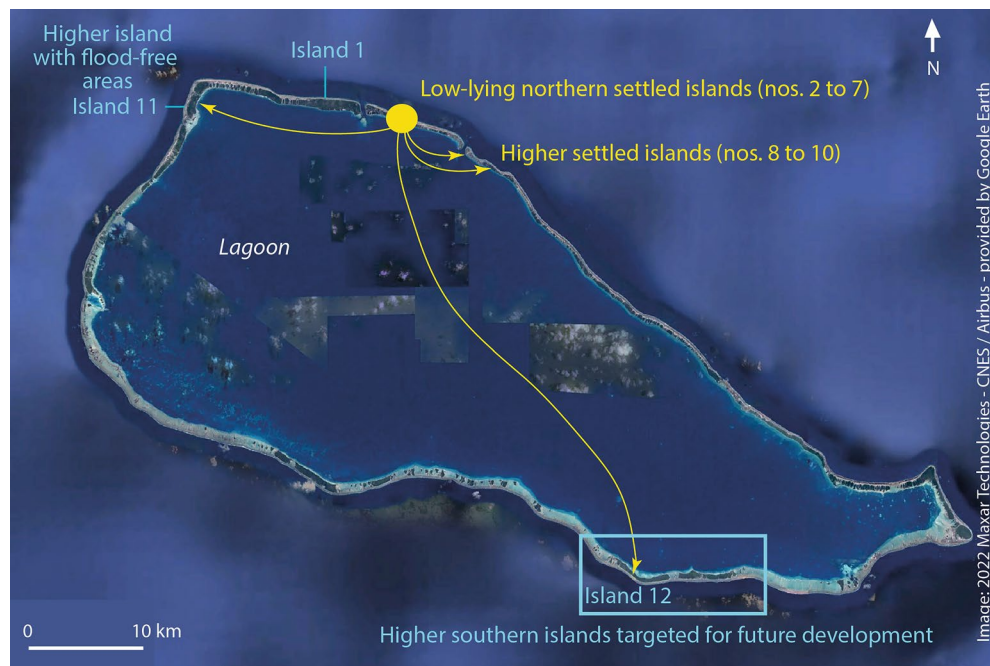 Higher island
with flood-free
areas
Island 11
Island 1
N
Low-lying northern settled islands (nos. 2 to 7)
Higher settled islands (nos. 8 to 10)
Lagoon
Island 12
Higher southern islands targeted for future development
0 10 km
Image: 2022 Maxar Technologies - CNES / Airbus - provided by Google Earth